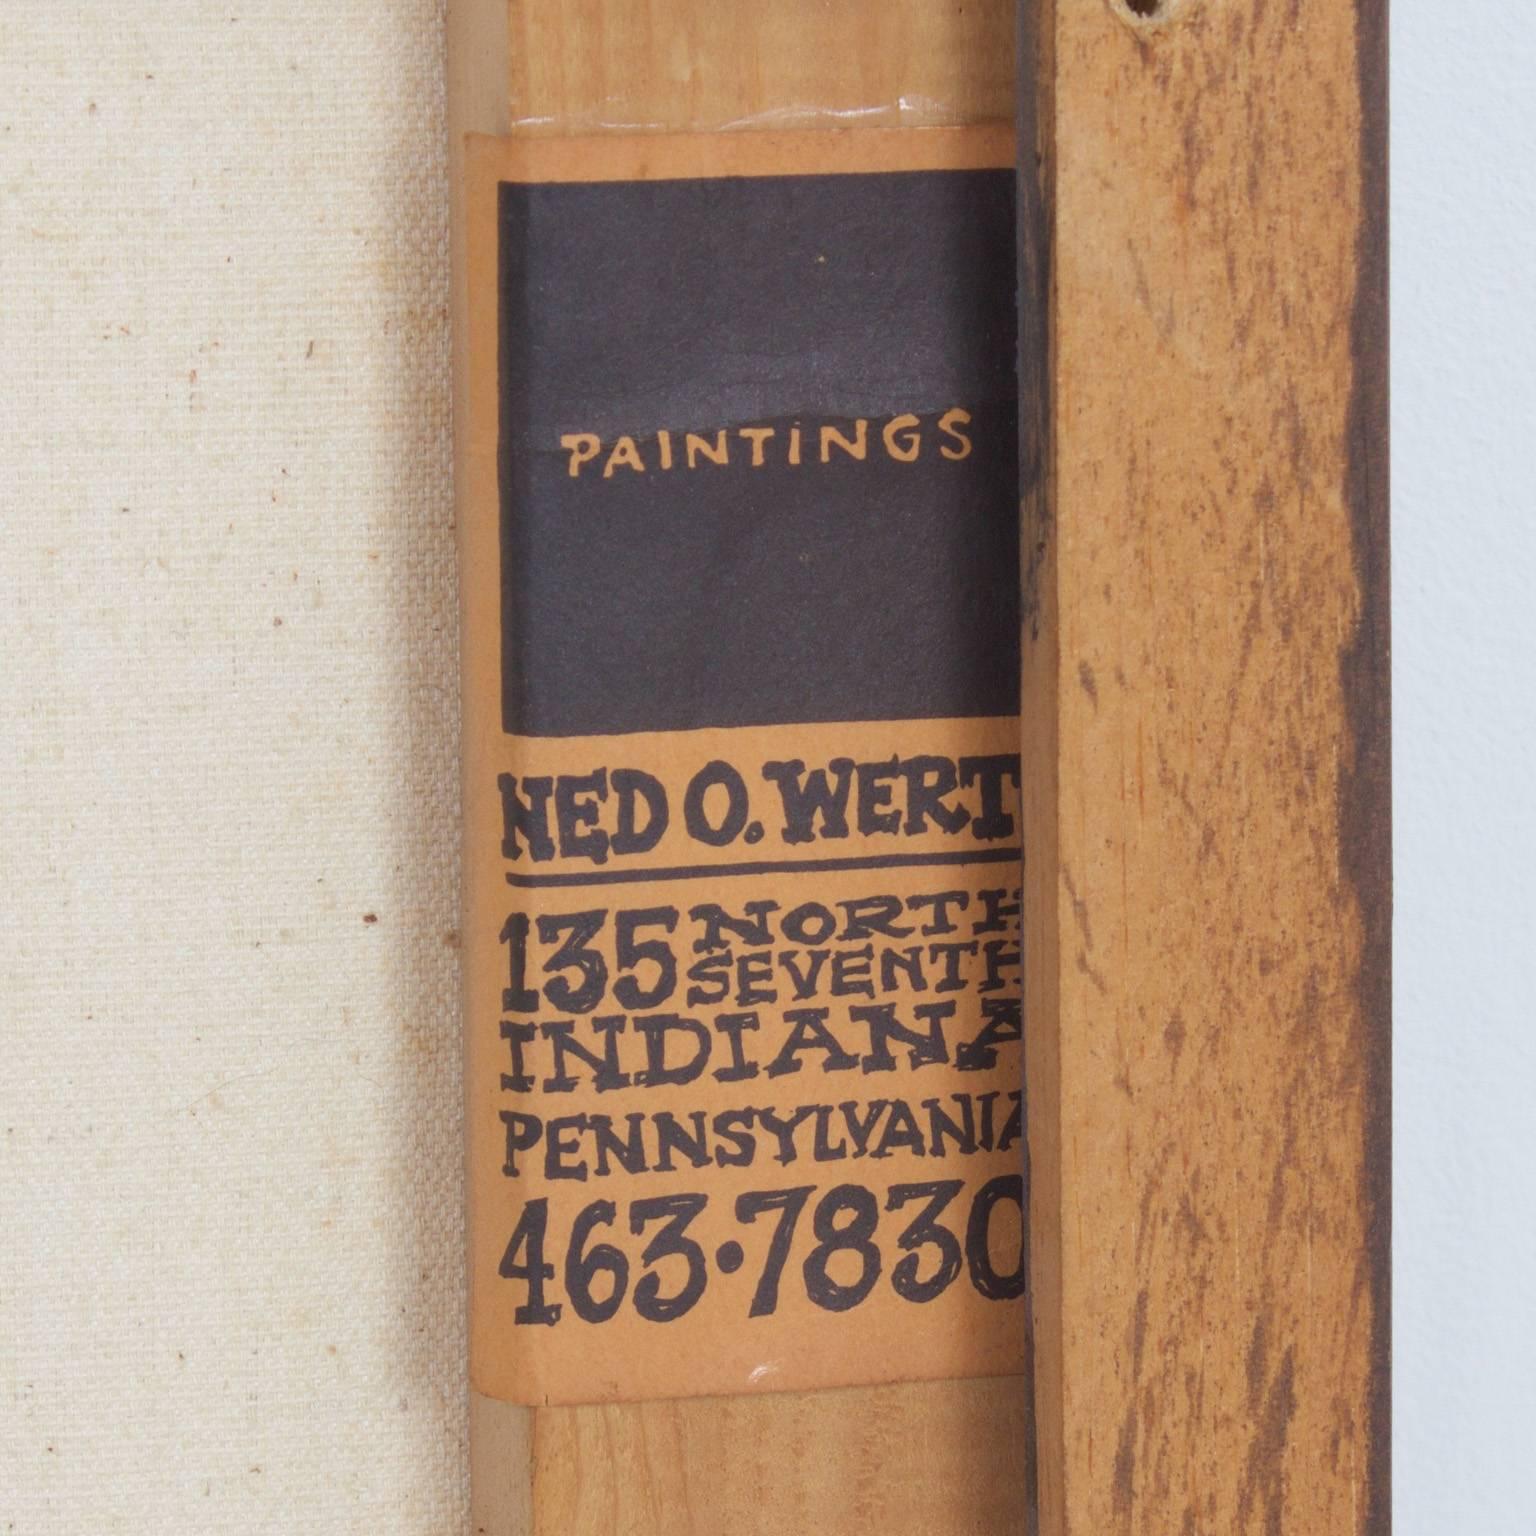 PAINTINGS
NED O. WERT
135 NORTH
SEVENTH
INDIANA
PENNSYLVANIA
463·7830